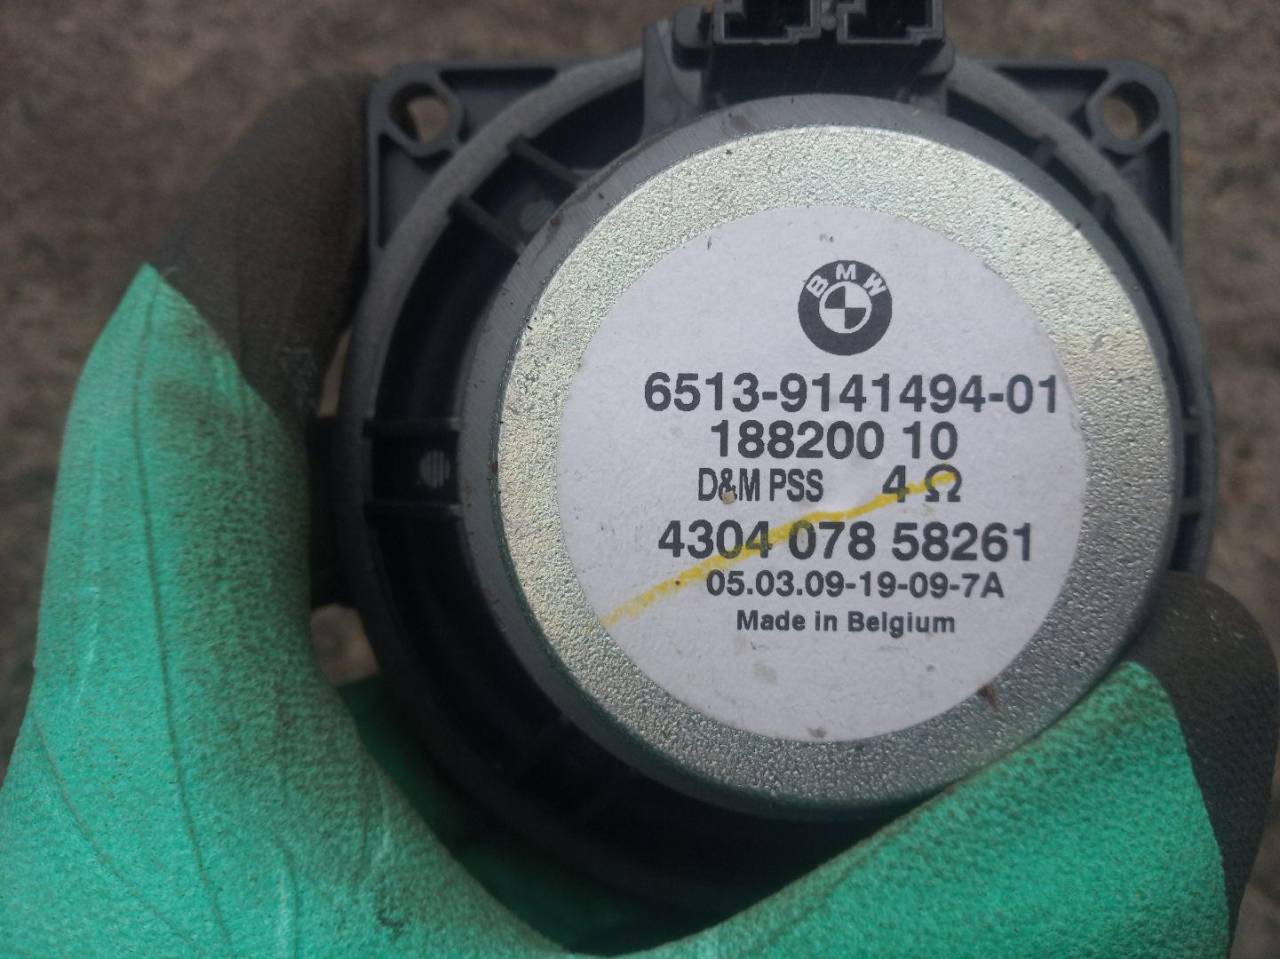 BMW
6513-9141494-01
188200 10
D&M PSS 4 Ω
4304 078 58261
05.03.09-19-09-7A
Made in Belgium